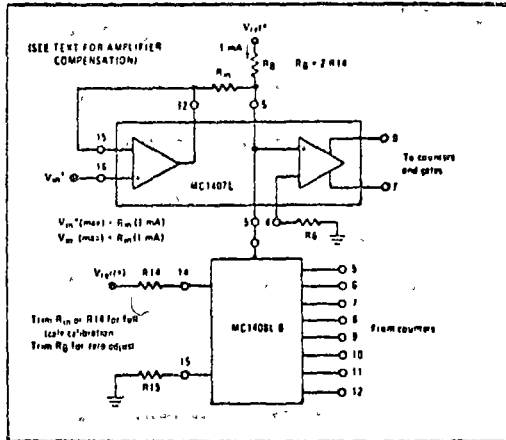 Vref+
1 mA
(SEE TEXT FOR AMPLIFIER
COMPENSATION)
Rin
RB
RB = 2 R14
12
5
15
16
Vin+
MC1407L
8
7
To counters
and gates
Vin+ (max) = Rin (1 mA)
Vin (max) = Rin (1 mA)
5
R6
Vref(+)
R14
14
Trim Rin or R14 for full
scale calibration
Trim RB for zero adjust
MC1408L 8
5
6
7
8
9
10
11
12
From counters
15
R15